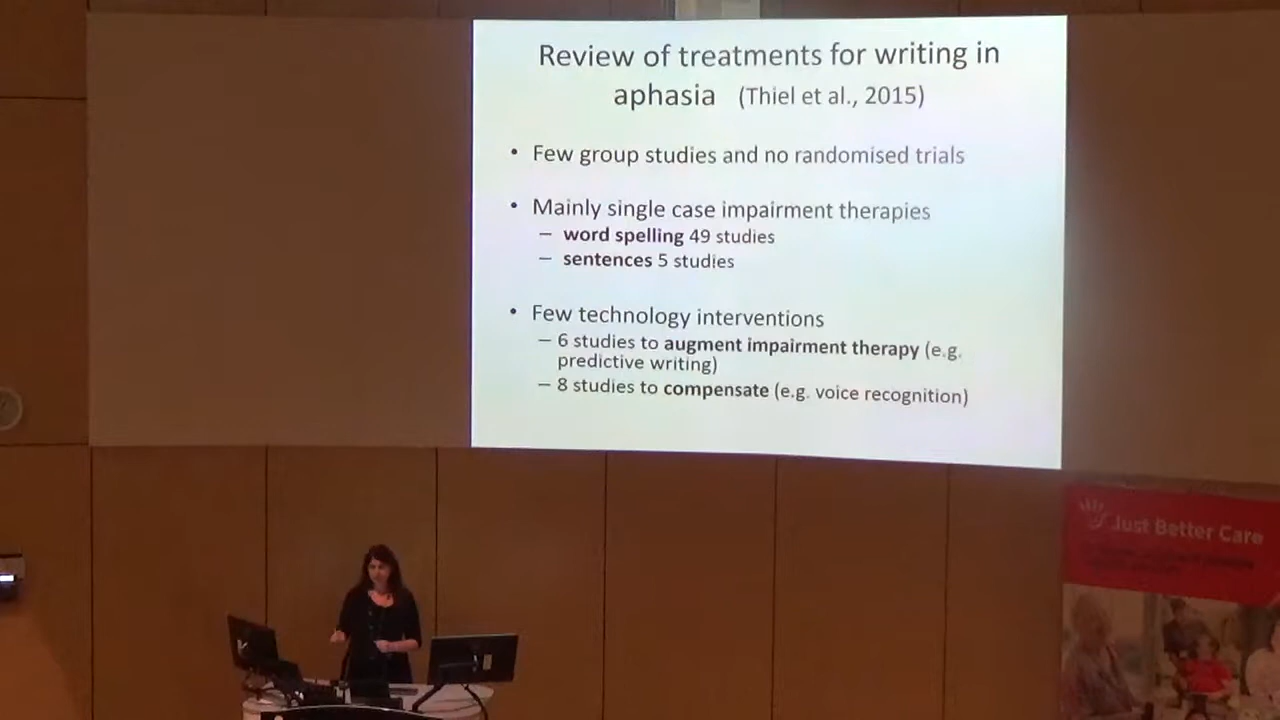 Review of treatments for writing in
aphasia (Thiel et al., 2015)
• Few group studies and no randomised trials
• Mainly single case impairment therapies
– word spelling 49 studies
– sentences 5 studies
• Few technology interventions
– 6 studies to augment impairment therapy (e.g.
predictive writing)
– 8 studies to compensate (e.g. voice recognition)
Just Better Care